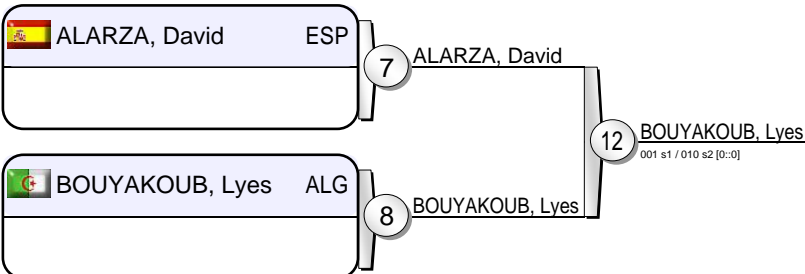 ALARZA, David ESP
7
ALARZA, David
12
BOUYAKOUB, Lyes
001 s1 / 010 s2 [0::0]
BOUYAKOUB, Lyes ALG
8
BOUYAKOUB, Lyes